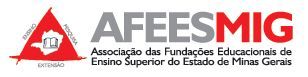 ENSINO
PESQUISA
EXTENSÃO
AFEESMIG
Associação das Fundações Educacionais de
Ensino Superior do Estado de Minas Gerais